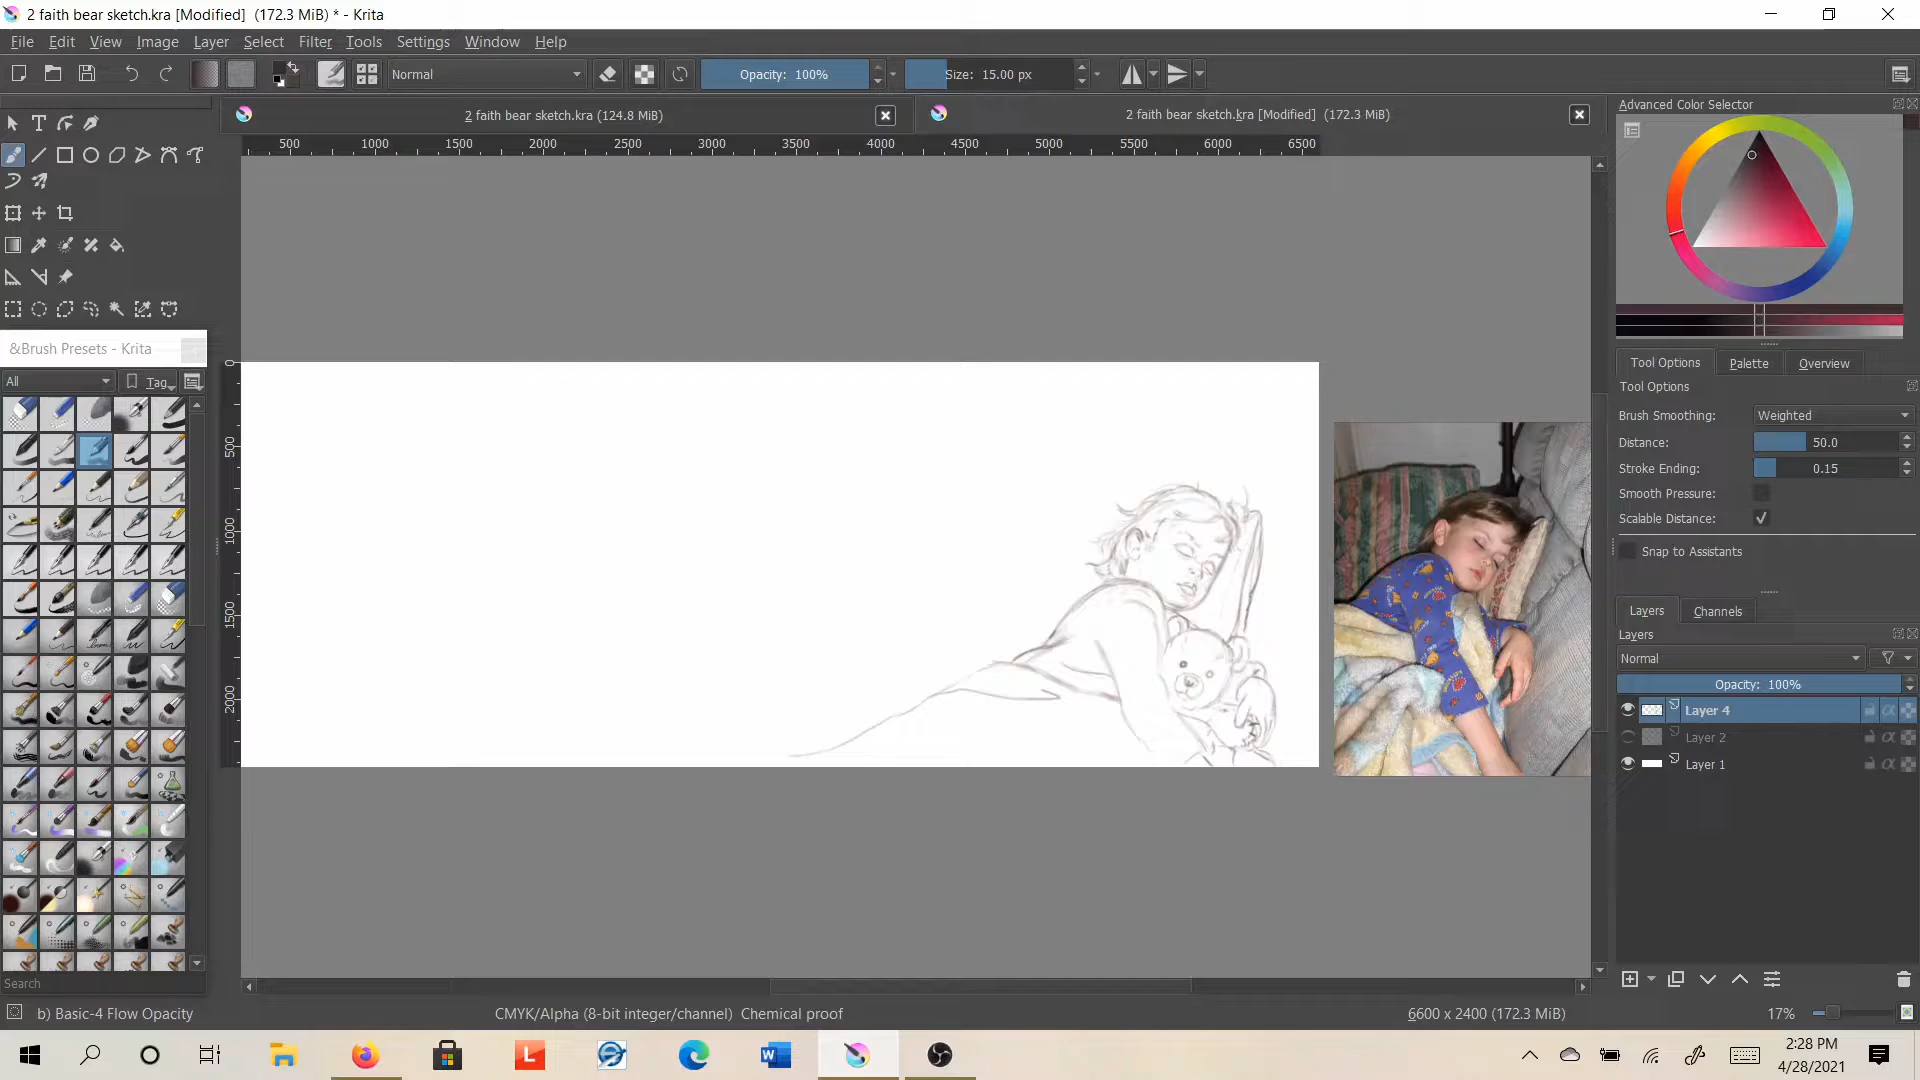 2 faith bear sketch.kra [Modified]  (172.3 MiB) * - Krita
File Edit View Image Layer Select Filter Tools Settings Window Help
Normal Opacity: 100% Size: 15.00 px
2 faith bear sketch.kra (124.8 MiB) 2 faith bear sketch.kra [Modified]  (172.3 MiB)
500 1000 1500 2000 2500 3000 3500 4000 4500 5000 5500 6000 6500
0
500
1000
1500
2000
&Brush Presets - Krita
All Tag
Search
Advanced Color Selector
Tool Options Palette Overview
Tool Options
Brush Smoothing: Weighted
Distance: 50.0
Stroke Ending: 0.15
Smooth Pressure:
Scalable Distance:
Snap to Assistants
Layers Channels
Layers
Normal
Opacity: 100%
Layer 4
Layer 2
Layer 1
b) Basic-4 Flow Opacity CMYK/Alpha (8-bit integer/channel)  Chemical proof 6600 x 2400 (172.3 MiB) 17%
L
W
2:28 PM
4/28/2021